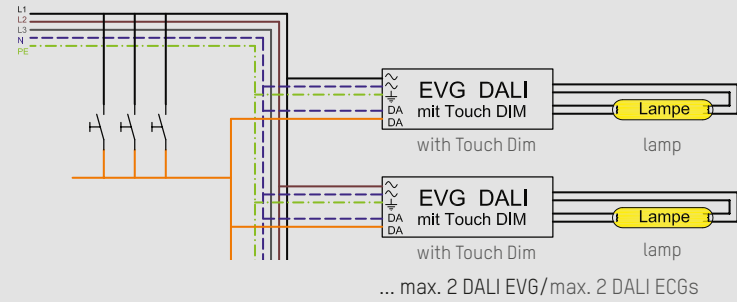 L1
L2
L3
N
PE
EVG DALI
mit Touch DIM
DA
DA
Lampe
with Touch Dim
lamp
EVG DALI
mit Touch DIM
DA
DA
Lampe
with Touch Dim
lamp
... max. 2 DALI EVG/max. 2 DALI ECGs